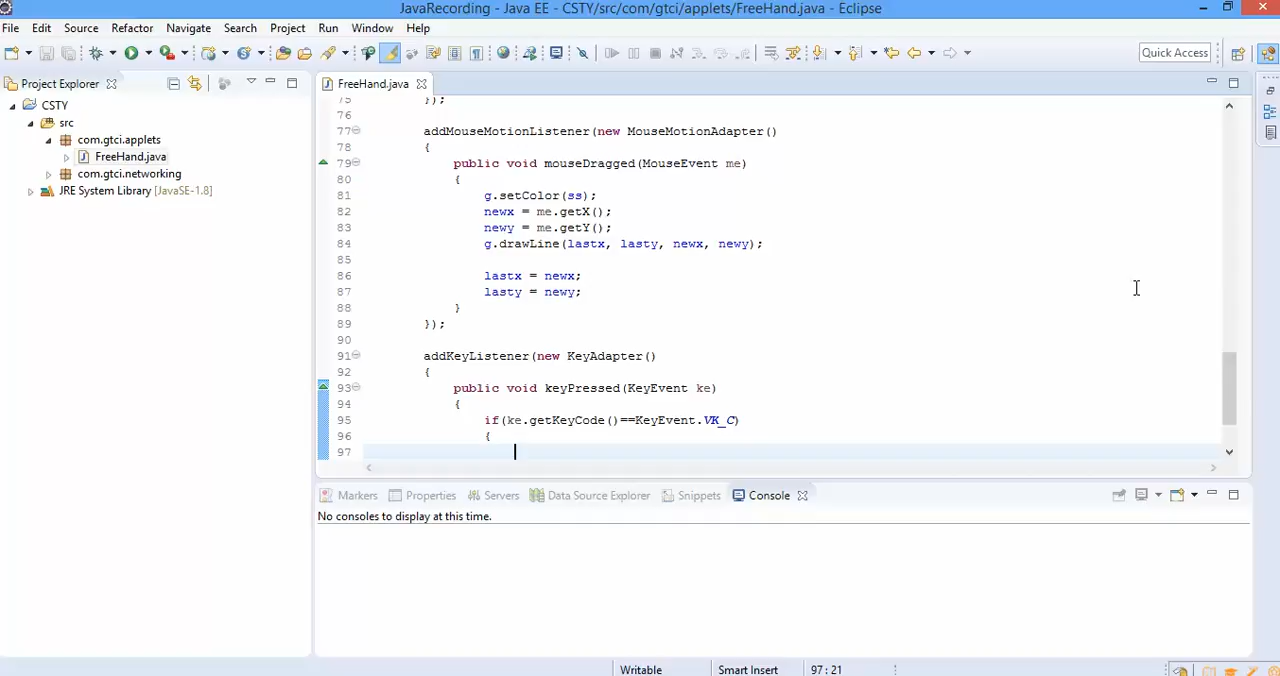 JavaRecording - Java EE - CSTY/src/com/gtci/applets/FreeHand.java - Eclipse
File Edit Source Refactor Navigate Search Project Run Window Help
Quick Access
Project Explorer
FreeHand.java
CSTY
src
com.gtci.applets
FreeHand.java
com.gtci.networking
JRE System Library [JavaSE-1.8]
75 });
76
77 addMouseMotionListener(new MouseMotionAdapter()
78 {
79 public void mouseDragged(MouseEvent me)
80 {
81 g.setColor(ss);
82 newx = me.getX();
83 newy = me.getY();
84 g.drawLine(lastx, lasty, newx, newy);
85
86 lastx = newx;
87 lasty = newy;
88 }
89 });
90
91 addKeyListener(new KeyAdapter()
92 {
93 public void keyPressed(KeyEvent ke)
94 {
95 if(ke.getKeyCode()==KeyEvent.VK_C)
96 {
97
Markers Properties Servers Data Source Explorer Snippets Console
No consoles to display at this time.
Writable Smart Insert 97 : 21